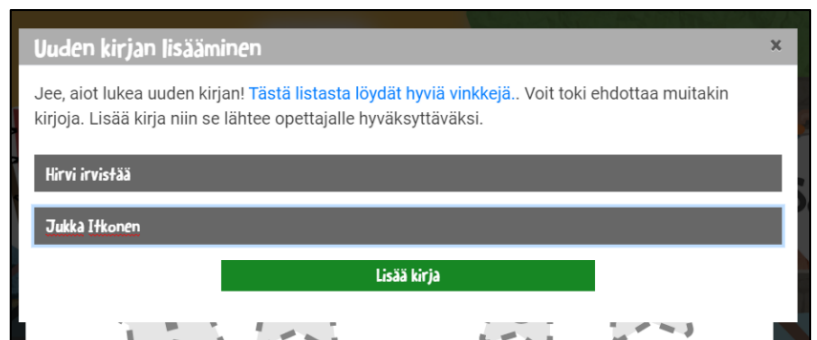 Uuden kirjan lisääminen ×
Jee, aiot lukea uuden kirjan! Tästä listasta löydät hyviä vinkkejä.. Voit toki ehdottaa muitakin
kirjoja. Lisää kirja niin se lähtee opettajalle hyväksyttäväksi.
Hirvi irvistää
Jukka Itkonen
Lisää kirja